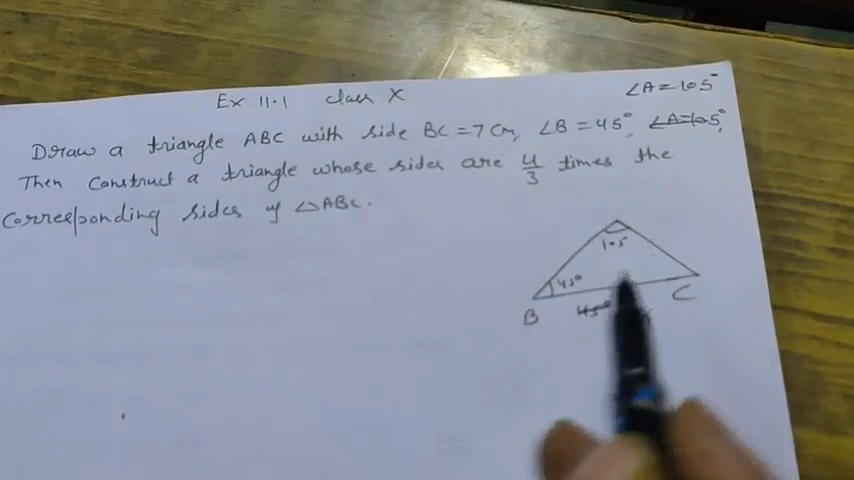 Ex 11.1 class X
∠A = 105°
Draw a triangle ABC with side BC = 7 Cm, ∠B = 45°, ∠A = 105°,
Then Construct a triangle whose sides are 4/3 times the
Corresponding sides of △ABC.
105°
45°
B
C
45°